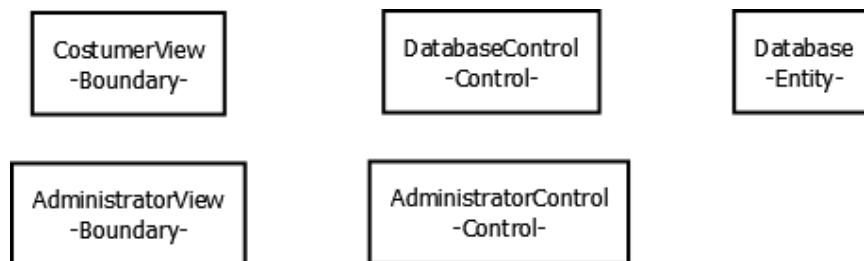 CostumerView
-Boundary-
DatabaseControl
-Control-
Database
-Entity-
AdministratorView
-Boundary-
AdministratorControl
-Control-